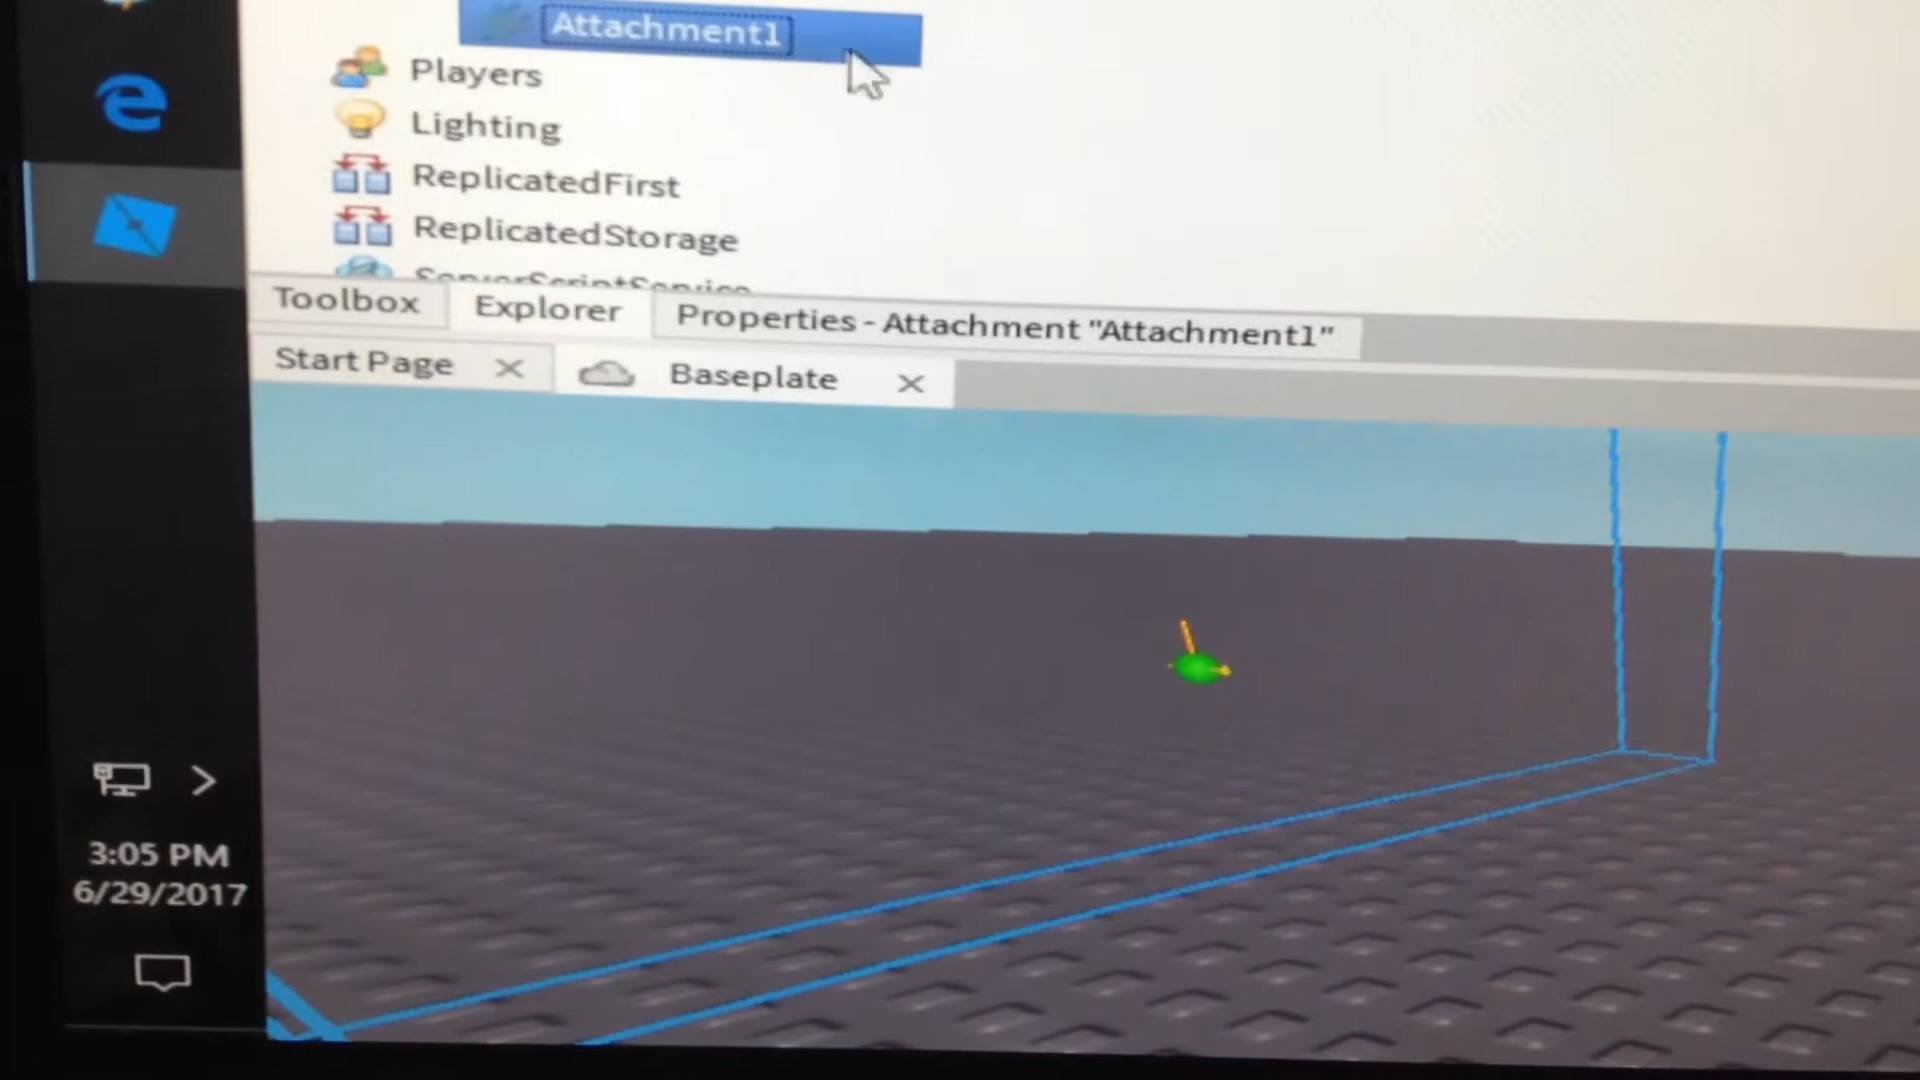 Attachment1
Players
Lighting
ReplicatedFirst
ReplicatedStorage
ServerScriptService
Toolbox
Explorer
Properties - Attachment "Attachment1"
Start Page
Baseplate
3:05 PM
6/29/2017